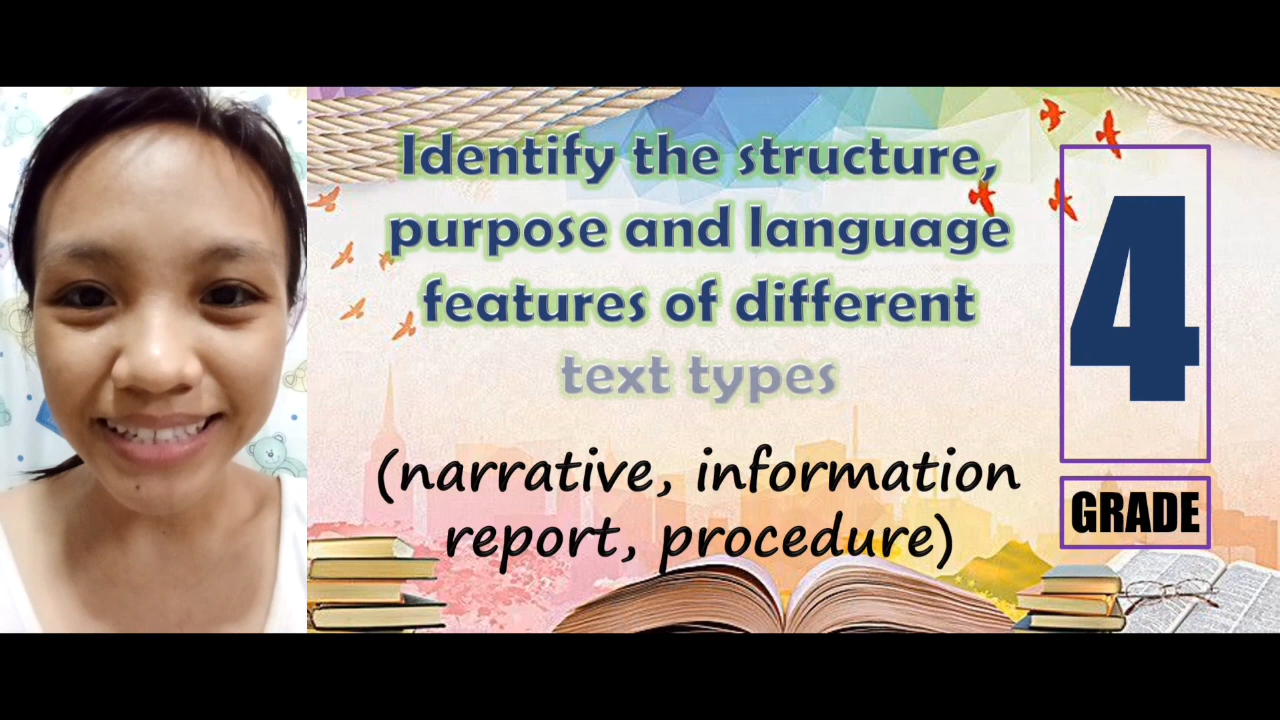 Identify the structure,
purpose and language
features of different
text types
(narrative, information
report, procedure)
4
GRADE